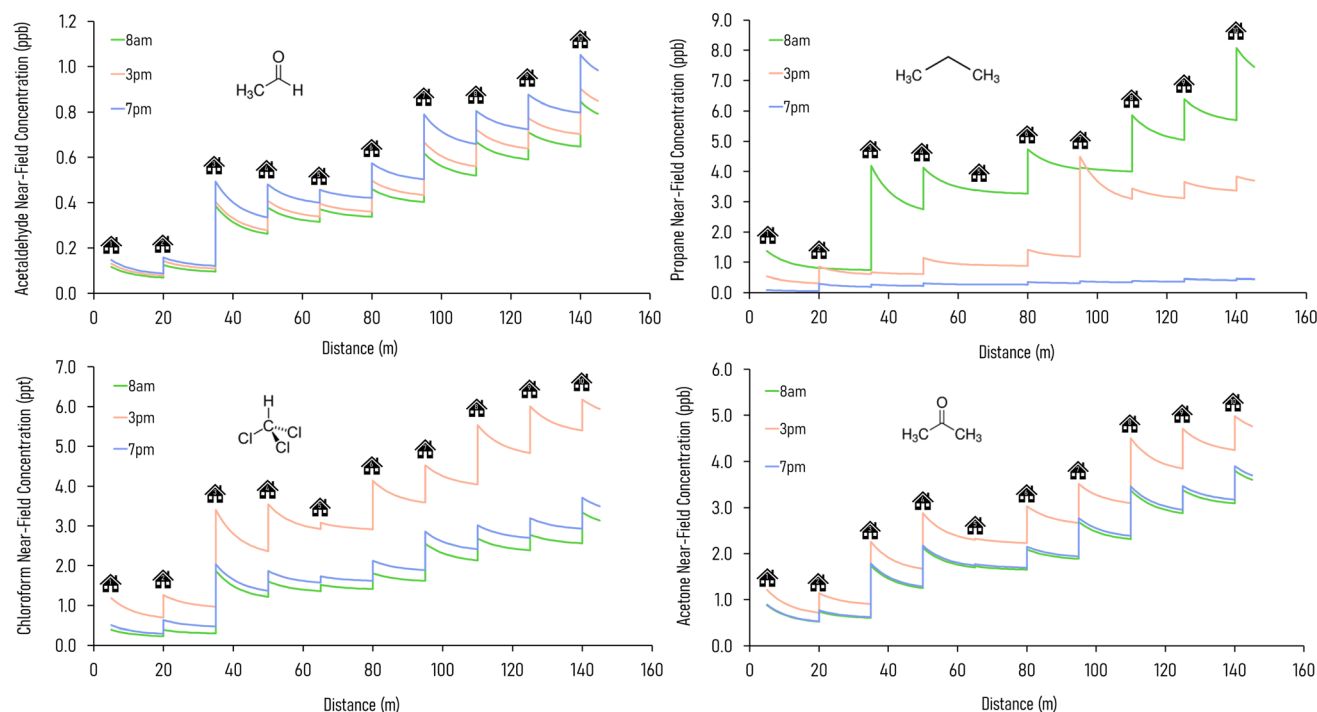 Acetaldehyde Near-Field Concentration (ppb)
1.2
1.0
0.8
0.6
0.4
0.2
0.0
8am
3pm
7pm
O
H₃C
H
0 20 40 60 80 100 120 140 160
Distance (m)
Propane Near-Field Concentration (ppb)
9.0
8.0
7.0
6.0
5.0
4.0
3.0
2.0
1.0
0.0
8am
3pm
7pm
H₃C CH₃
0 20 40 60 80 100 120 140 160
Distance (m)
Chloroform Near-Field Concentration (ppt)
7.0
6.0
5.0
4.0
3.0
2.0
1.0
0.0
8am
3pm
7pm
H
C
Cl Cl
Cl
0 20 40 60 80 100 120 140 160
Distance (m)
Acetone Near-Field Concentration (ppb)
6.0
5.0
4.0
3.0
2.0
1.0
0.0
8am
3pm
7pm
O
H₃C CH₃
0 20 40 60 80 100 120 140 160
Distance (m)